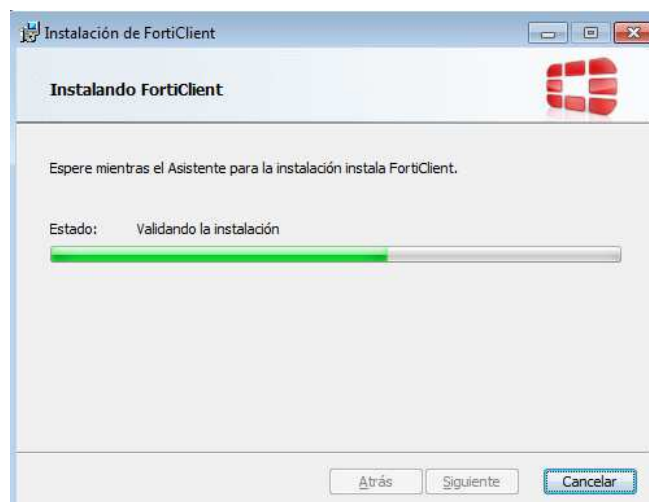 Instalación de FortiClient
Instalando FortiClient
Espere mientras el Asistente para la instalación instala FortiClient.
Estado: Validando la instalación
Atrás Siguiente Cancelar